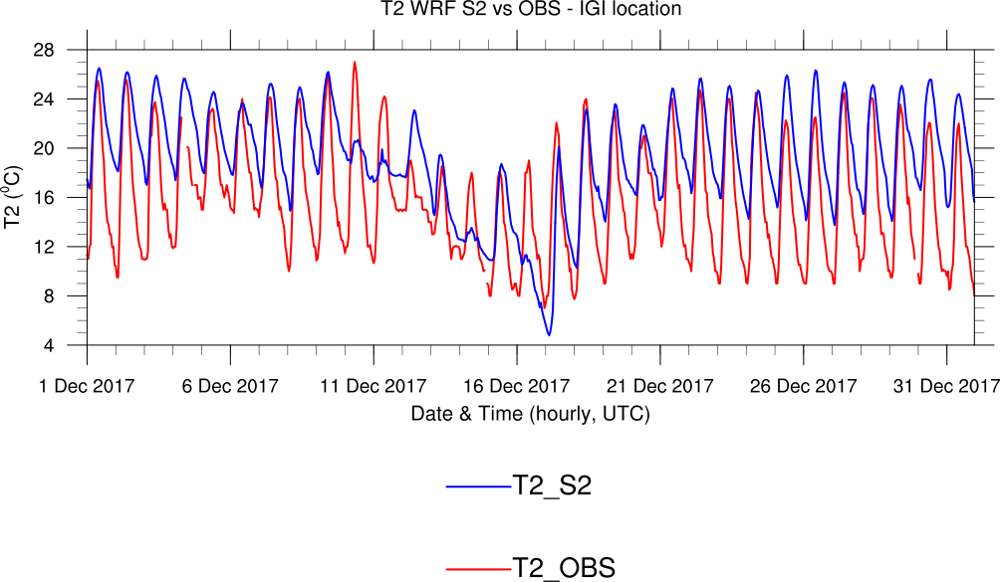 T2 WRF S2 vs OBS - IGI location
T2 (⁰C)
28
24
20
16
12
8
4
1 Dec 2017 6 Dec 2017 11 Dec 2017 16 Dec 2017 21 Dec 2017 26 Dec 2017 31 Dec 2017
Date & Time (hourly, UTC)
T2_S2
T2_OBS